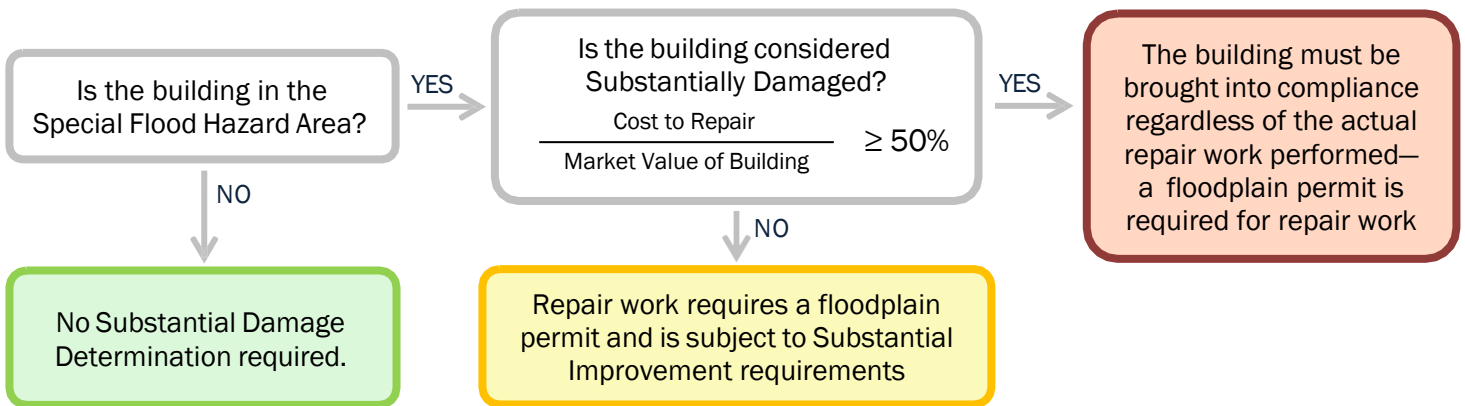 Is the building in the
Special Flood Hazard Area?
YES
NO
No Substantial Damage
Determination required.
Is the building considered
Substantially Damaged?
Cost to Repair
Market Value of Building
≥ 50%
YES
NO
Repair work requires a floodplain
permit and is subject to Substantial
Improvement requirements
The building must be
brought into compliance
regardless of the actual
repair work performed—
a floodplain permit is
required for repair work